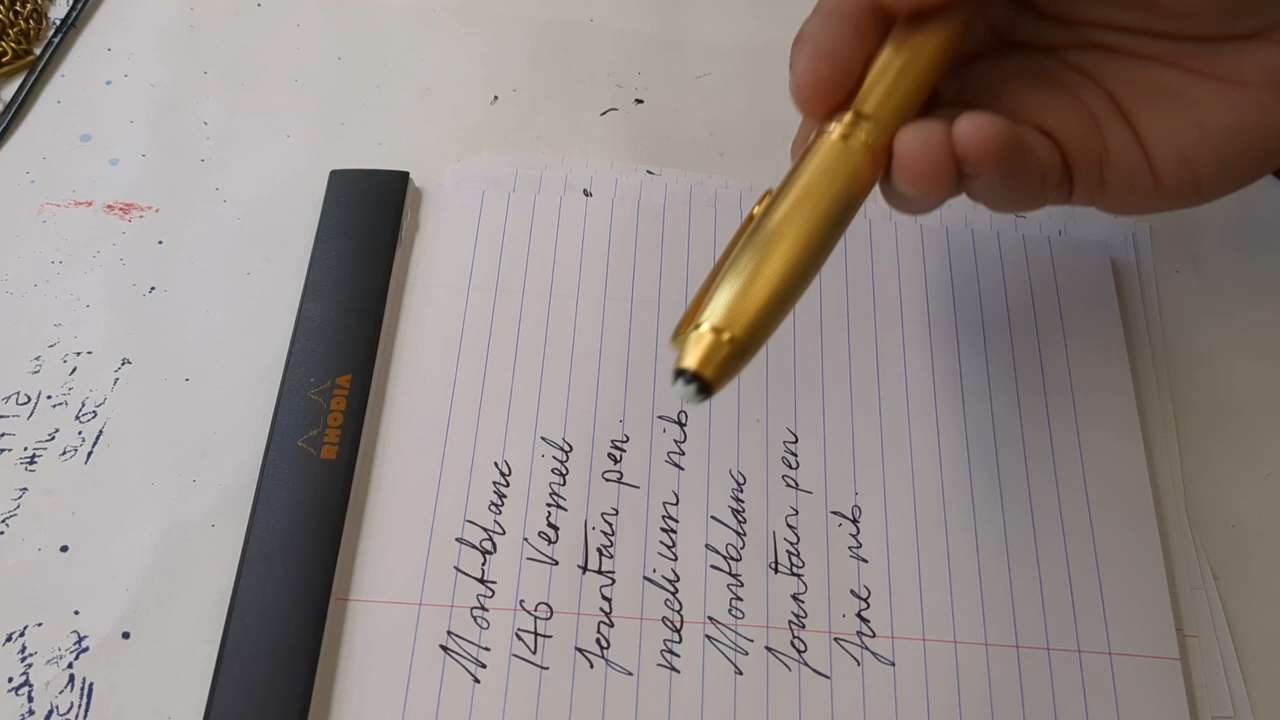 RHODIA
Montblanc
146 Vermeil
fountain pen.
medium nib
Montblanc
fountain pen
fine nib.